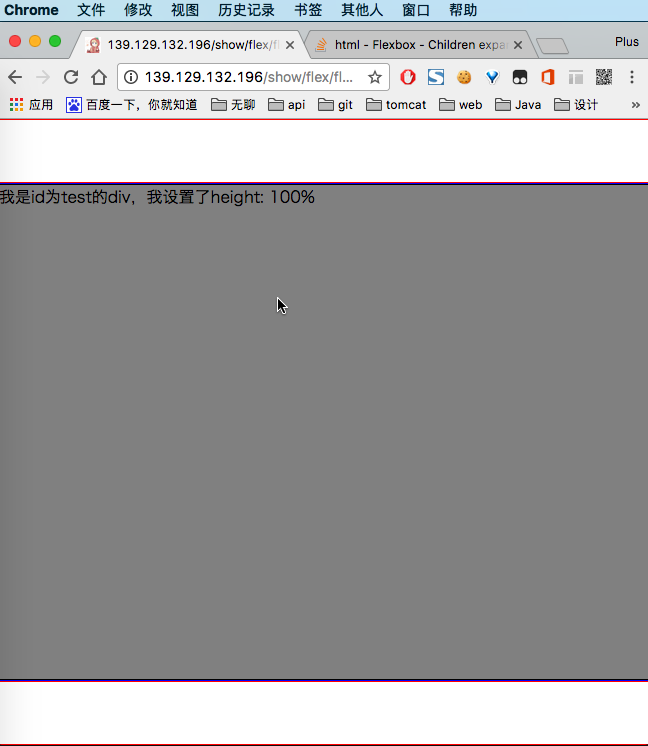 Chrome 文件 修改 视图 历史记录 书签 其他人 窗口 帮助
139.129.132.196/show/flex/fl html - Flexbox - Children expa Plus
139.129.132.196/show/flex/fl...
应用 百度一下，你就知道 无聊 api git tomcat web Java 设计 »
我是id为test的div，我设置了height: 100%